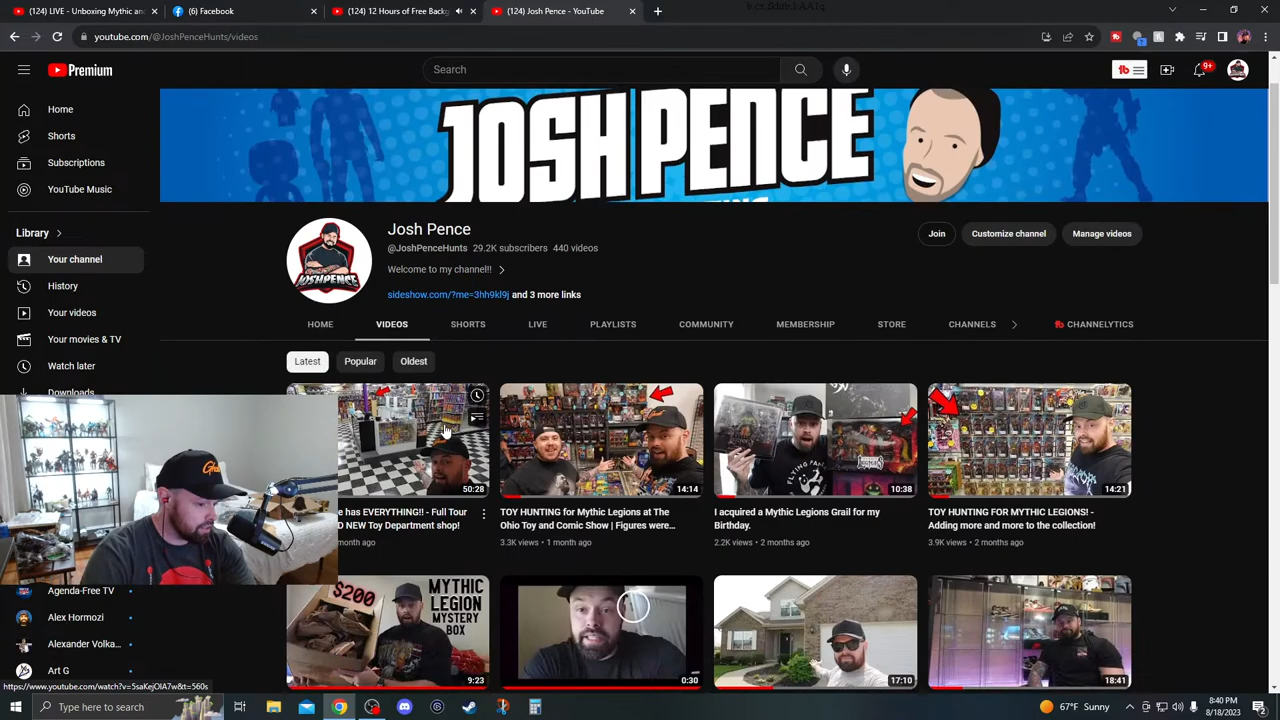 (124) LIVE - Unboxing Mythic an
(6) Facebook
(124) 12 Hours of Free Backg
(124) Josh Pence - YouTube
youtube.com/@JoshPenceHunts/videos
Premium
Search
tb
9+
Home
Shorts
Subscriptions
YouTube Music
Library
Your channel
History
Your videos
Your movies & TV
Watch later
Downloads
JOSH PENCE
JOSHPENCE
Josh Pence
@JoshPenceHunts 29.2K subscribers 440 videos
Welcome to my channel!!
sideshow.com/?me=3hh9kl9j and 3 more links
Join
Customize channel
Manage videos
HOME
VIDEOS
SHORTS
LIVE
PLAYLISTS
COMMUNITY
MEMBERSHIP
STORE
CHANNELS
tb CHANNELYTICS
Latest
Popular
Oldest
50:28
14:14
10:38
14:21
e has EVERYTHING!! - Full Tour
D NEW Toy Department shop!
month ago
TOY HUNTING for Mythic Legions at The
Ohio Toy and Comic Show | Figures were...
3.3K views • 1 month ago
I acquired a Mythic Legions Grail for my
Birthday.
2.2K views • 2 months ago
TOY HUNTING FOR MYTHIC LEGIONS! -
Adding more and more to the collection!
3.9K views • 2 months ago
$200
MYTHIC
LEGION
MYSTERY
BOX
9:23
0:30
17:10
18:41
Agenda-Free TV
Alex Hormozi
Alexander Volka...
Art G
https://www.youtube.com/watch?v=5saKejOIA7w&t=560s
Type here to search
67°F Sunny
8:40 PM
8/18/2023
2